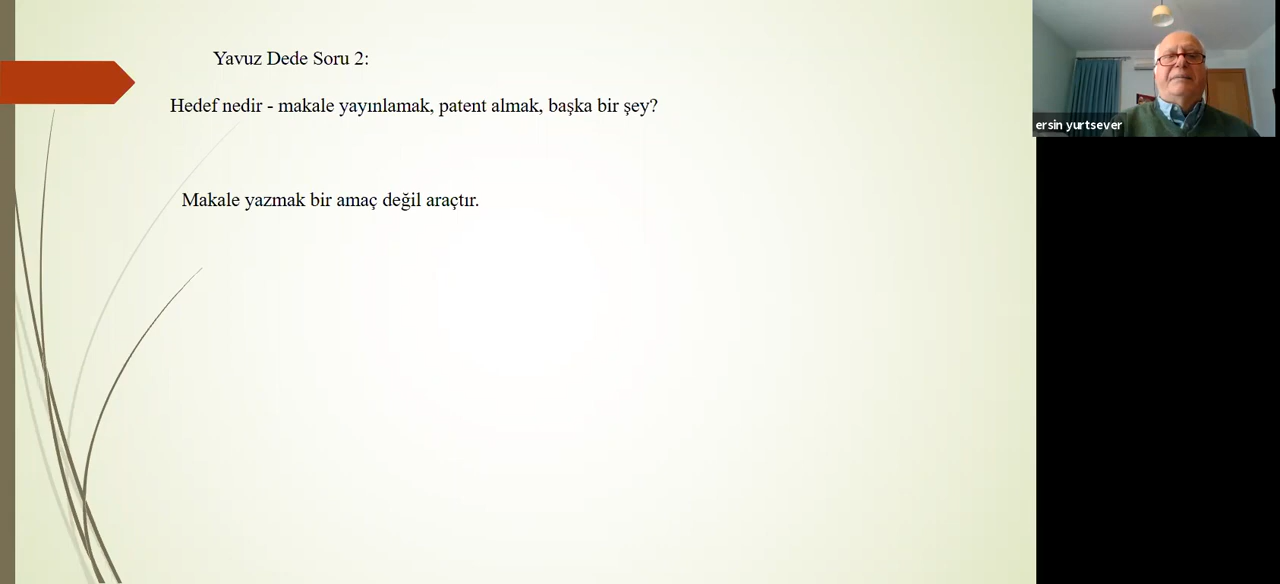 Yavuz Dede Soru 2:
Hedef nedir - makale yayınlamak, patent almak, başka bir şey?
Makale yazmak bir amaç değil araçtır.
ersin yurtsever